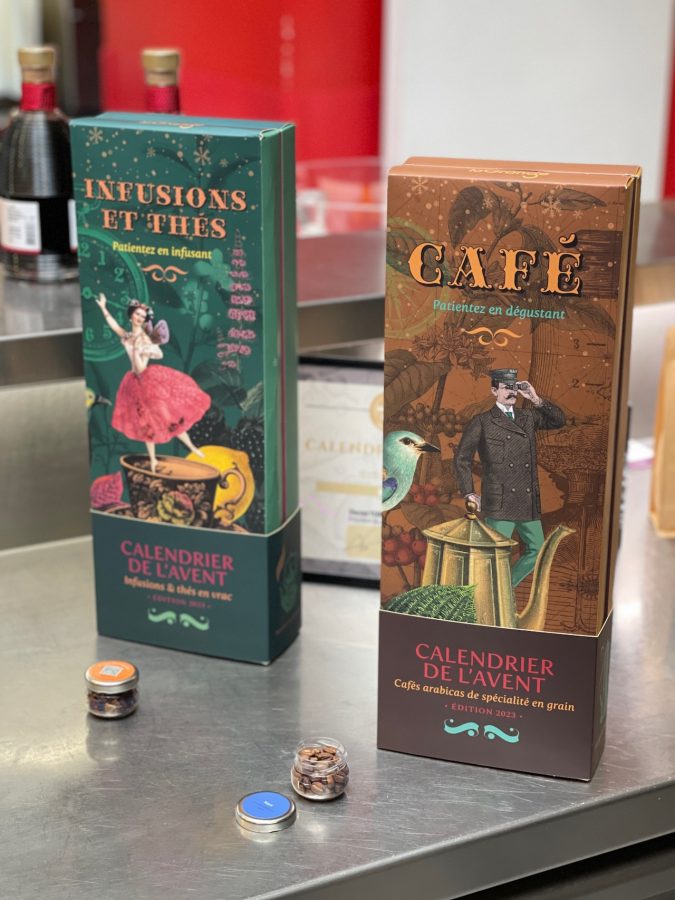 INFUSIONS
ET THÉS
Patientez en infusant
CALENDRIER
DE L'AVENT
Infusions & thés en vrac
• ÉDITION 2023 •
CAFÉ
Patientez en dégustant
CALENDRIER
DE L'AVENT
Cafés arabicas de spécialité en grain
• ÉDITION 2023 •
CALENDR